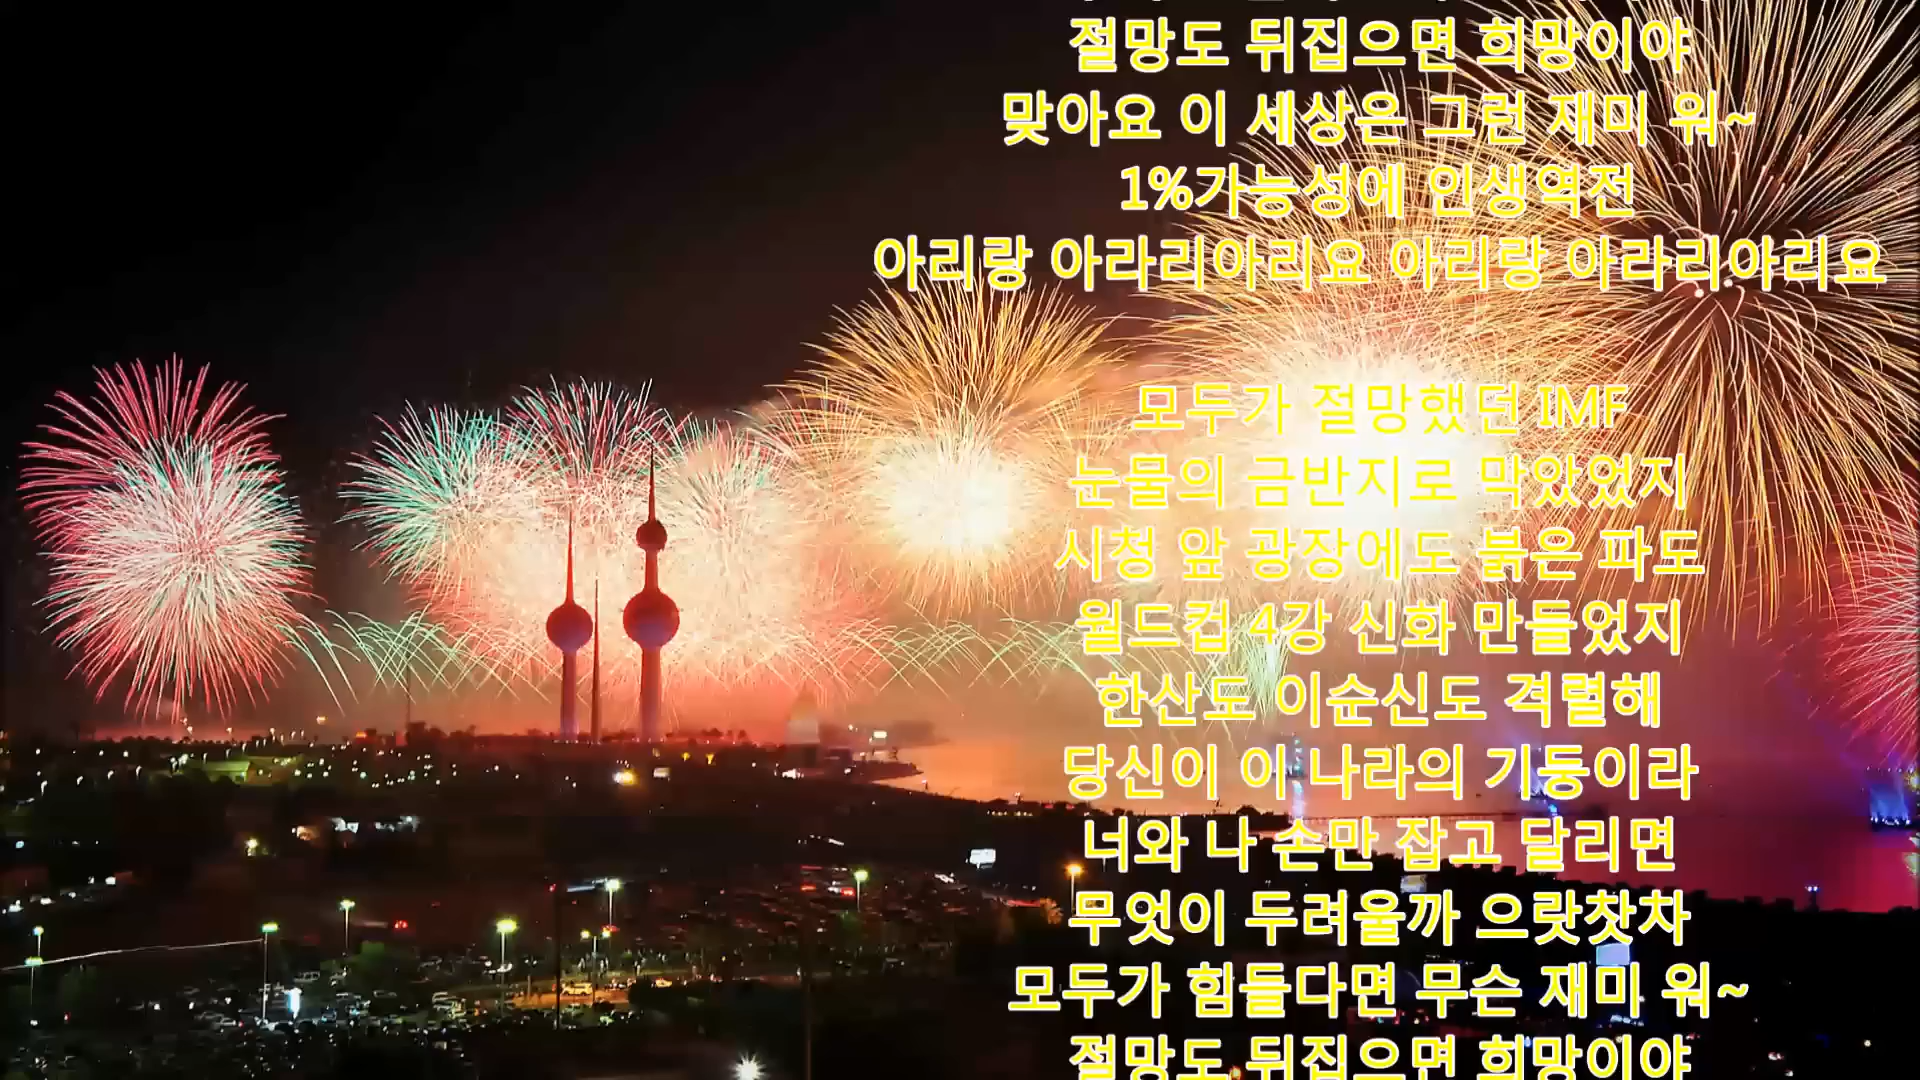 절망도 뒤집으면 희망이야
맞아요 이 세상은 그런 재미 워~
1%가능성에 인생역전
아리랑 아라리아리요 아리랑 아라리아리요
모두가 절망했던 IMF
눈물의 금반지로 막았었지
시청 앞 광장에도 붉은 파도
월드컵 4강 신화 만들었지
한산도 이순신도 격렬해
당신이 이 나라의 기둥이라
너와 나 손만 잡고 달리면
무엇이 두려울까 으랏찻차
모두가 힘들다면 무슨 재미 워~
절망도 뒤집으면 희망이야